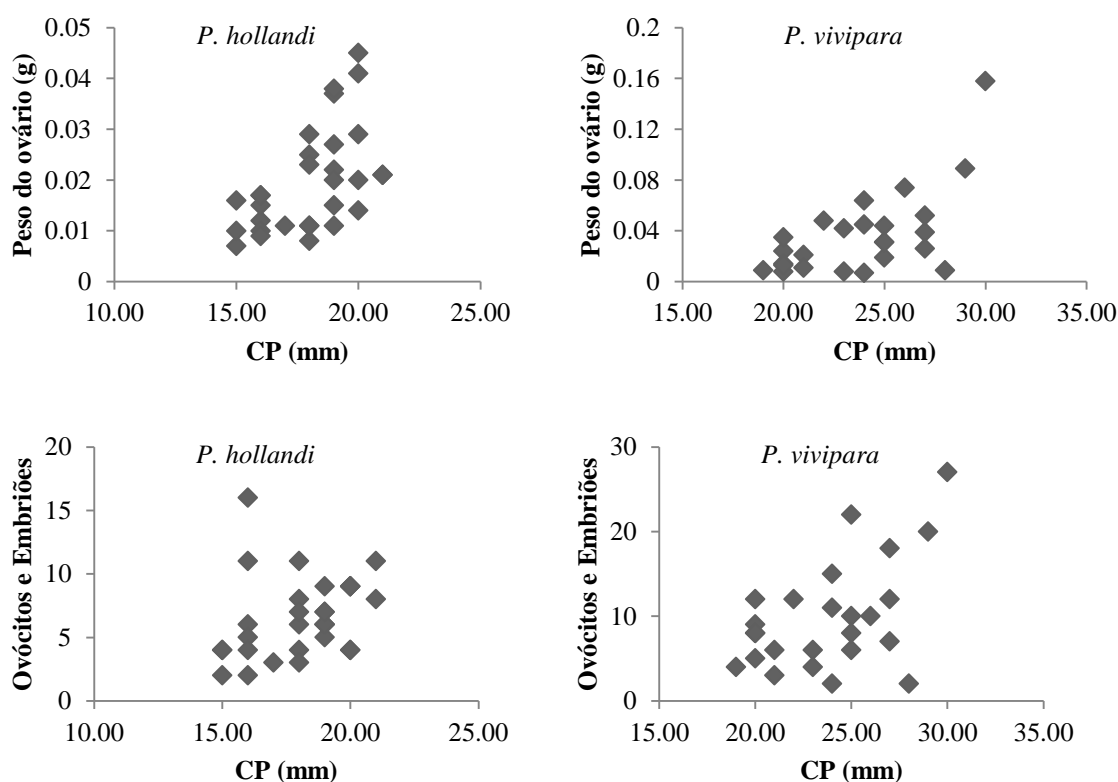 P. hollandi
Peso do ovário (g)
0.05
0.04
0.03
0.02
0.01
0
10.00 15.00 20.00 25.00
CP (mm)
P. vivipara
Peso do ovário (g)
0.2
0.16
0.12
0.08
0.04
0
15.00 20.00 25.00 30.00 35.00
CP (mm)
P. hollandi
Ovócitos e Embriões
20
15
10
5
0
10.00 15.00 20.00 25.00
CP (mm)
P. vivipara
Ovócitos e Embriões
30
20
10
0
15.00 20.00 25.00 30.00 35.00
CP (mm)